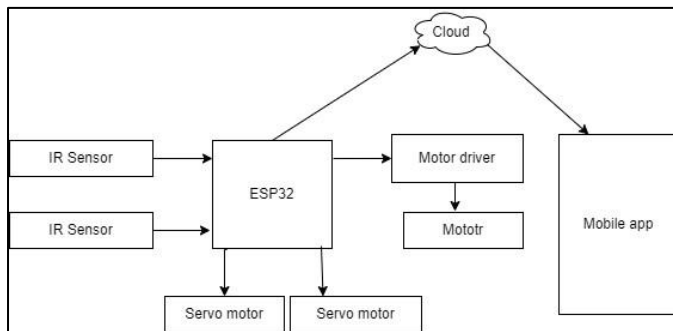 Cloud
IR Sensor
ESP32
Motor driver
IR Sensor
Mototr
Mobile app
Servo motor
Servo motor